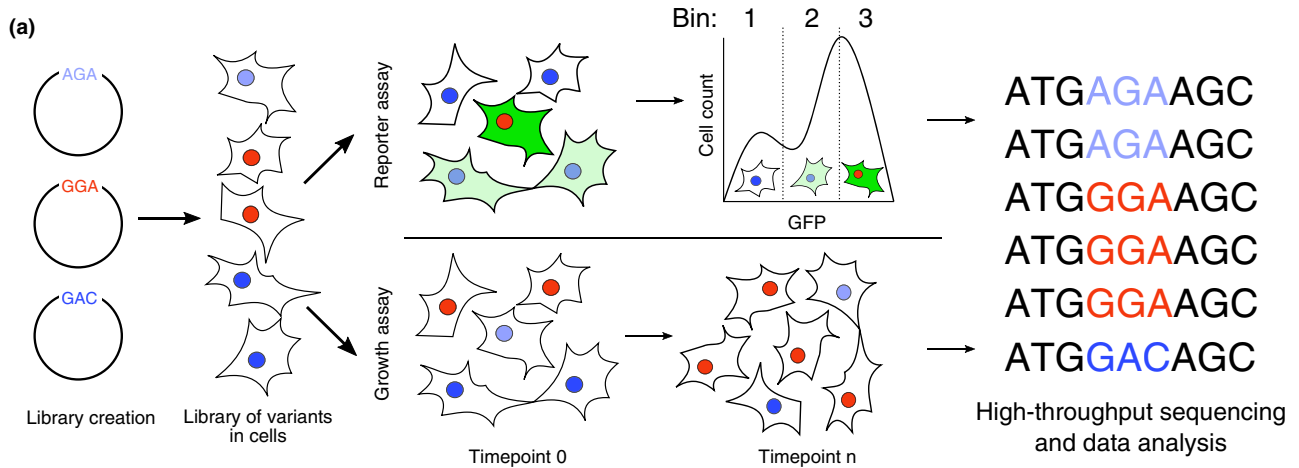 (a)
AGA
GGA
GAC
Library creation
Library of variants
in cells
Reporter assay
Bin: 1 2 3
Cell count
GFP
Growth assay
Timepoint 0
Timepoint n
ATGAGAAGC
ATGAGAAGC
ATGGGAAGC
ATGGGAAGC
ATGGGAAGC
ATGGACAGC
High-throughput sequencing
and data analysis